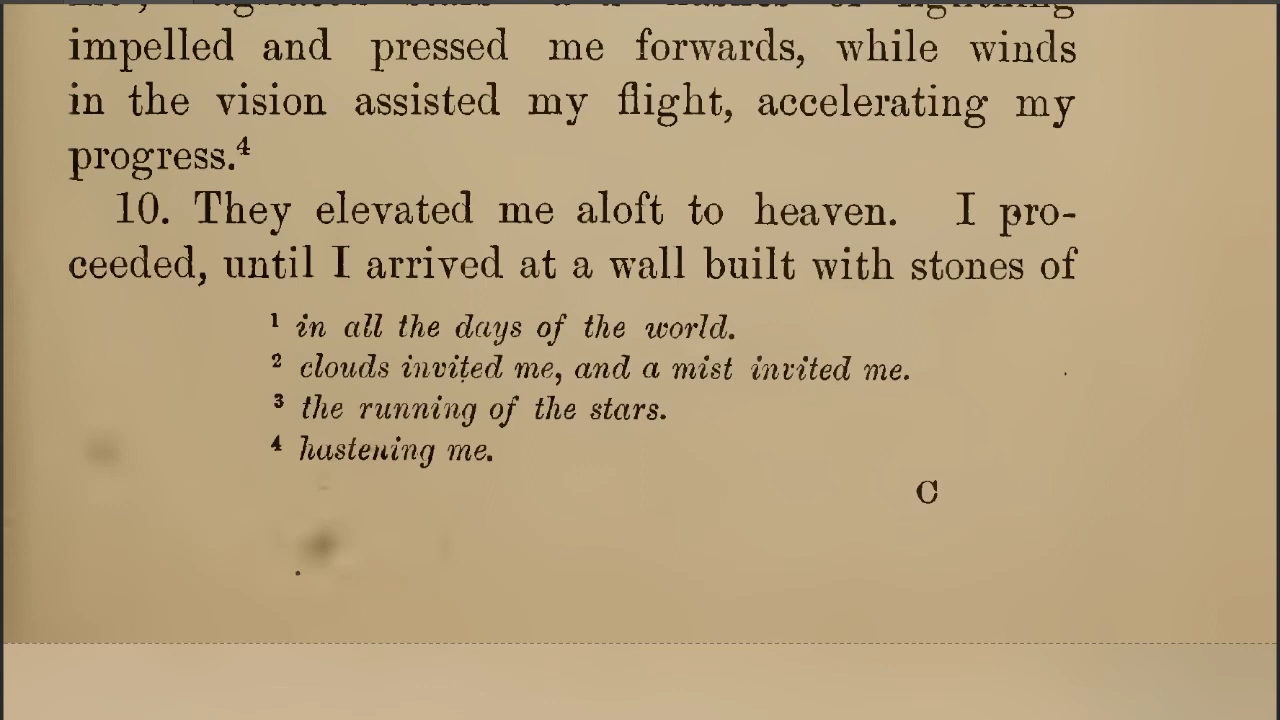 impelled and pressed me forwards, while winds
in the vision assisted my flight, accelerating my
progress.⁴
10. They elevated me aloft to heaven. I pro-
ceeded, until I arrived at a wall built with stones of
¹ in all the days of the world.
² clouds invited me, and a mist invited me.
³ the running of the stars.
⁴ hastening me.
C